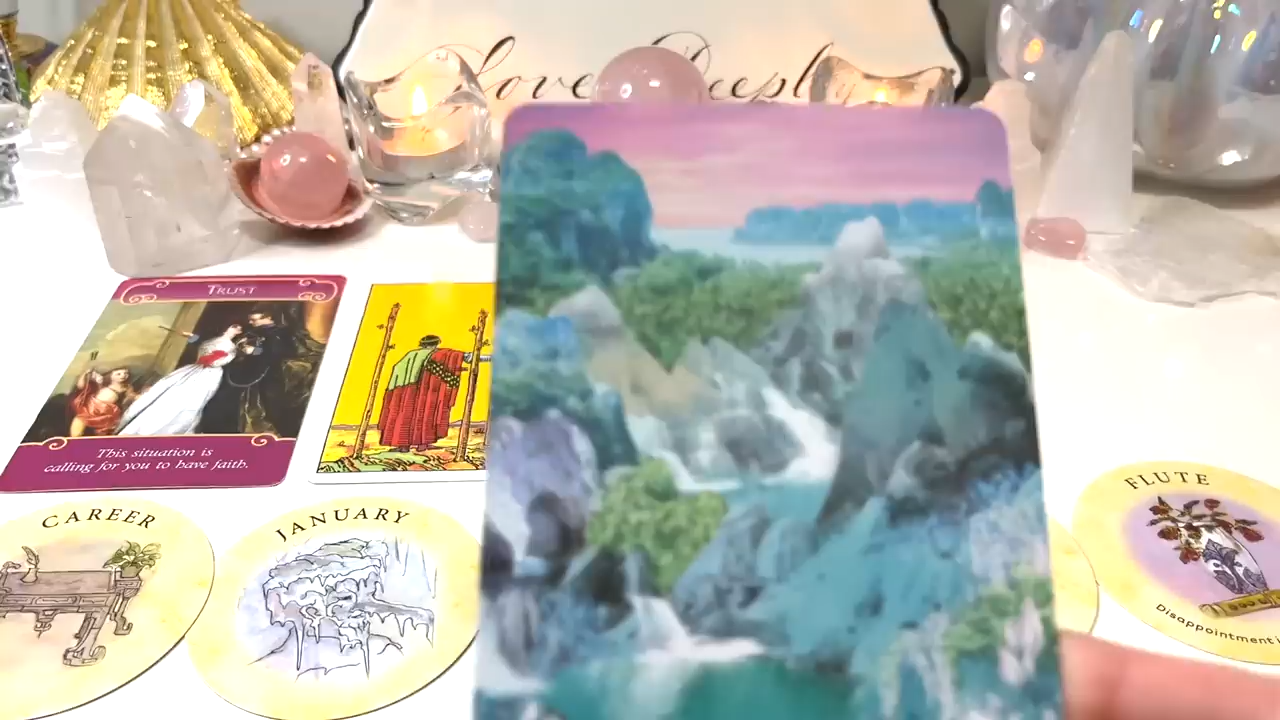 Love Deeply
TRUST
This situation is
calling for you to have faith.
CAREER
JANUARY
FLUTE
Disappointment